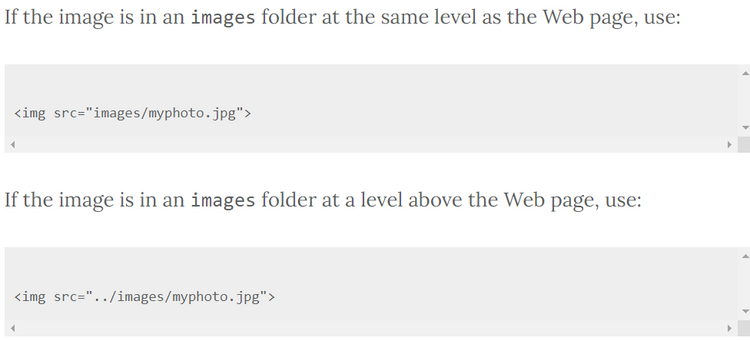 If the image is in an images folder at the same level as the Web page, use:
<img src="images/myphoto.jpg">
If the image is in an images folder at a level above the Web page, use:
<img src="../images/myphoto.jpg">